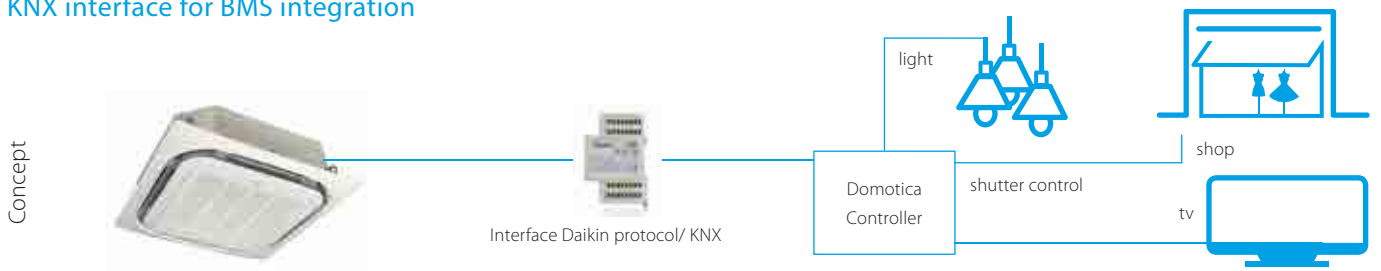 KNX interface for BMS integration
Concept
Interface Daikin protocol/ KNX
light
Domotica
Controller
shutter control
shop
tv